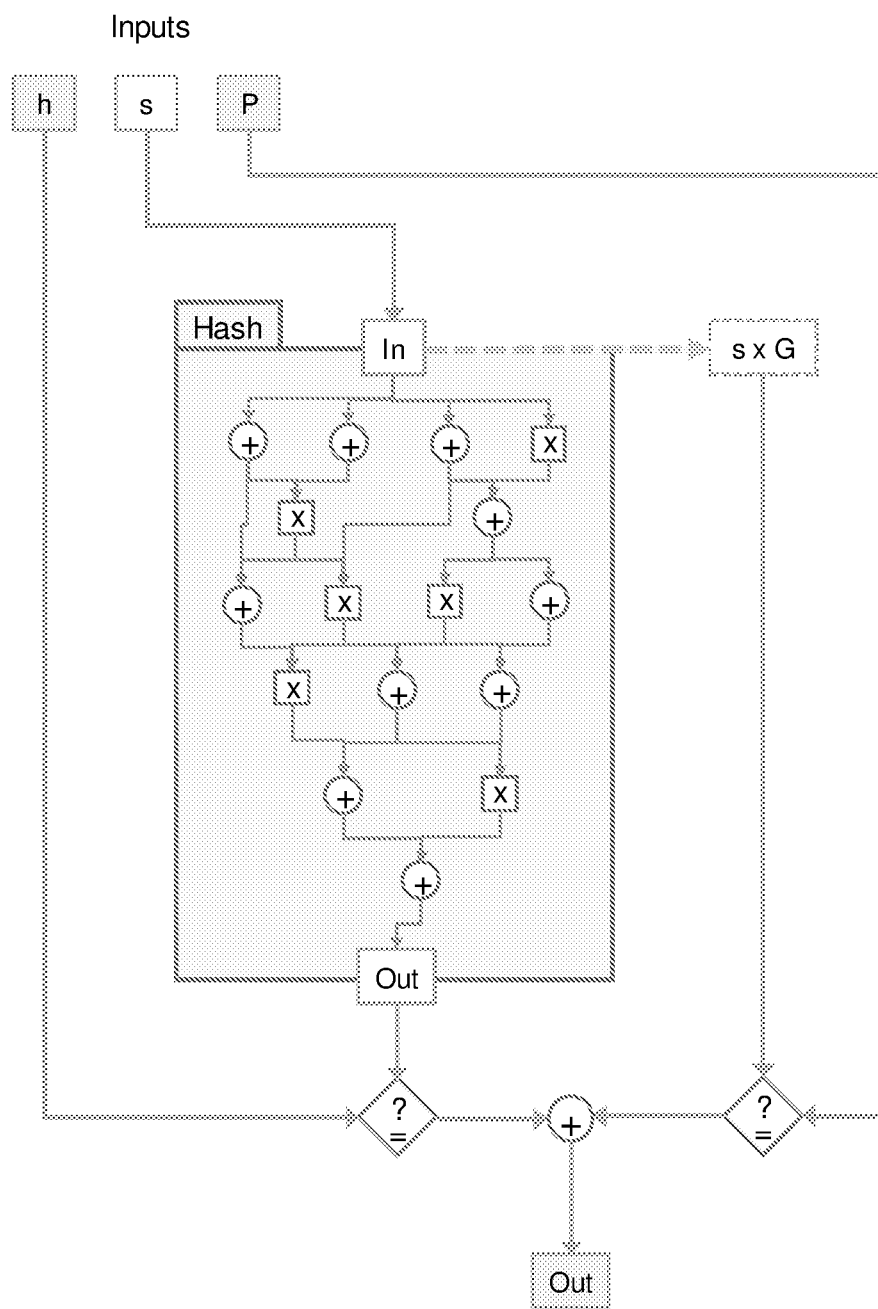 Inputs
h s P
Hash
In
s x G
+ + + x
x +
+ x x +
x + +
+ x
+
Out
?
=
+
?
=
Out